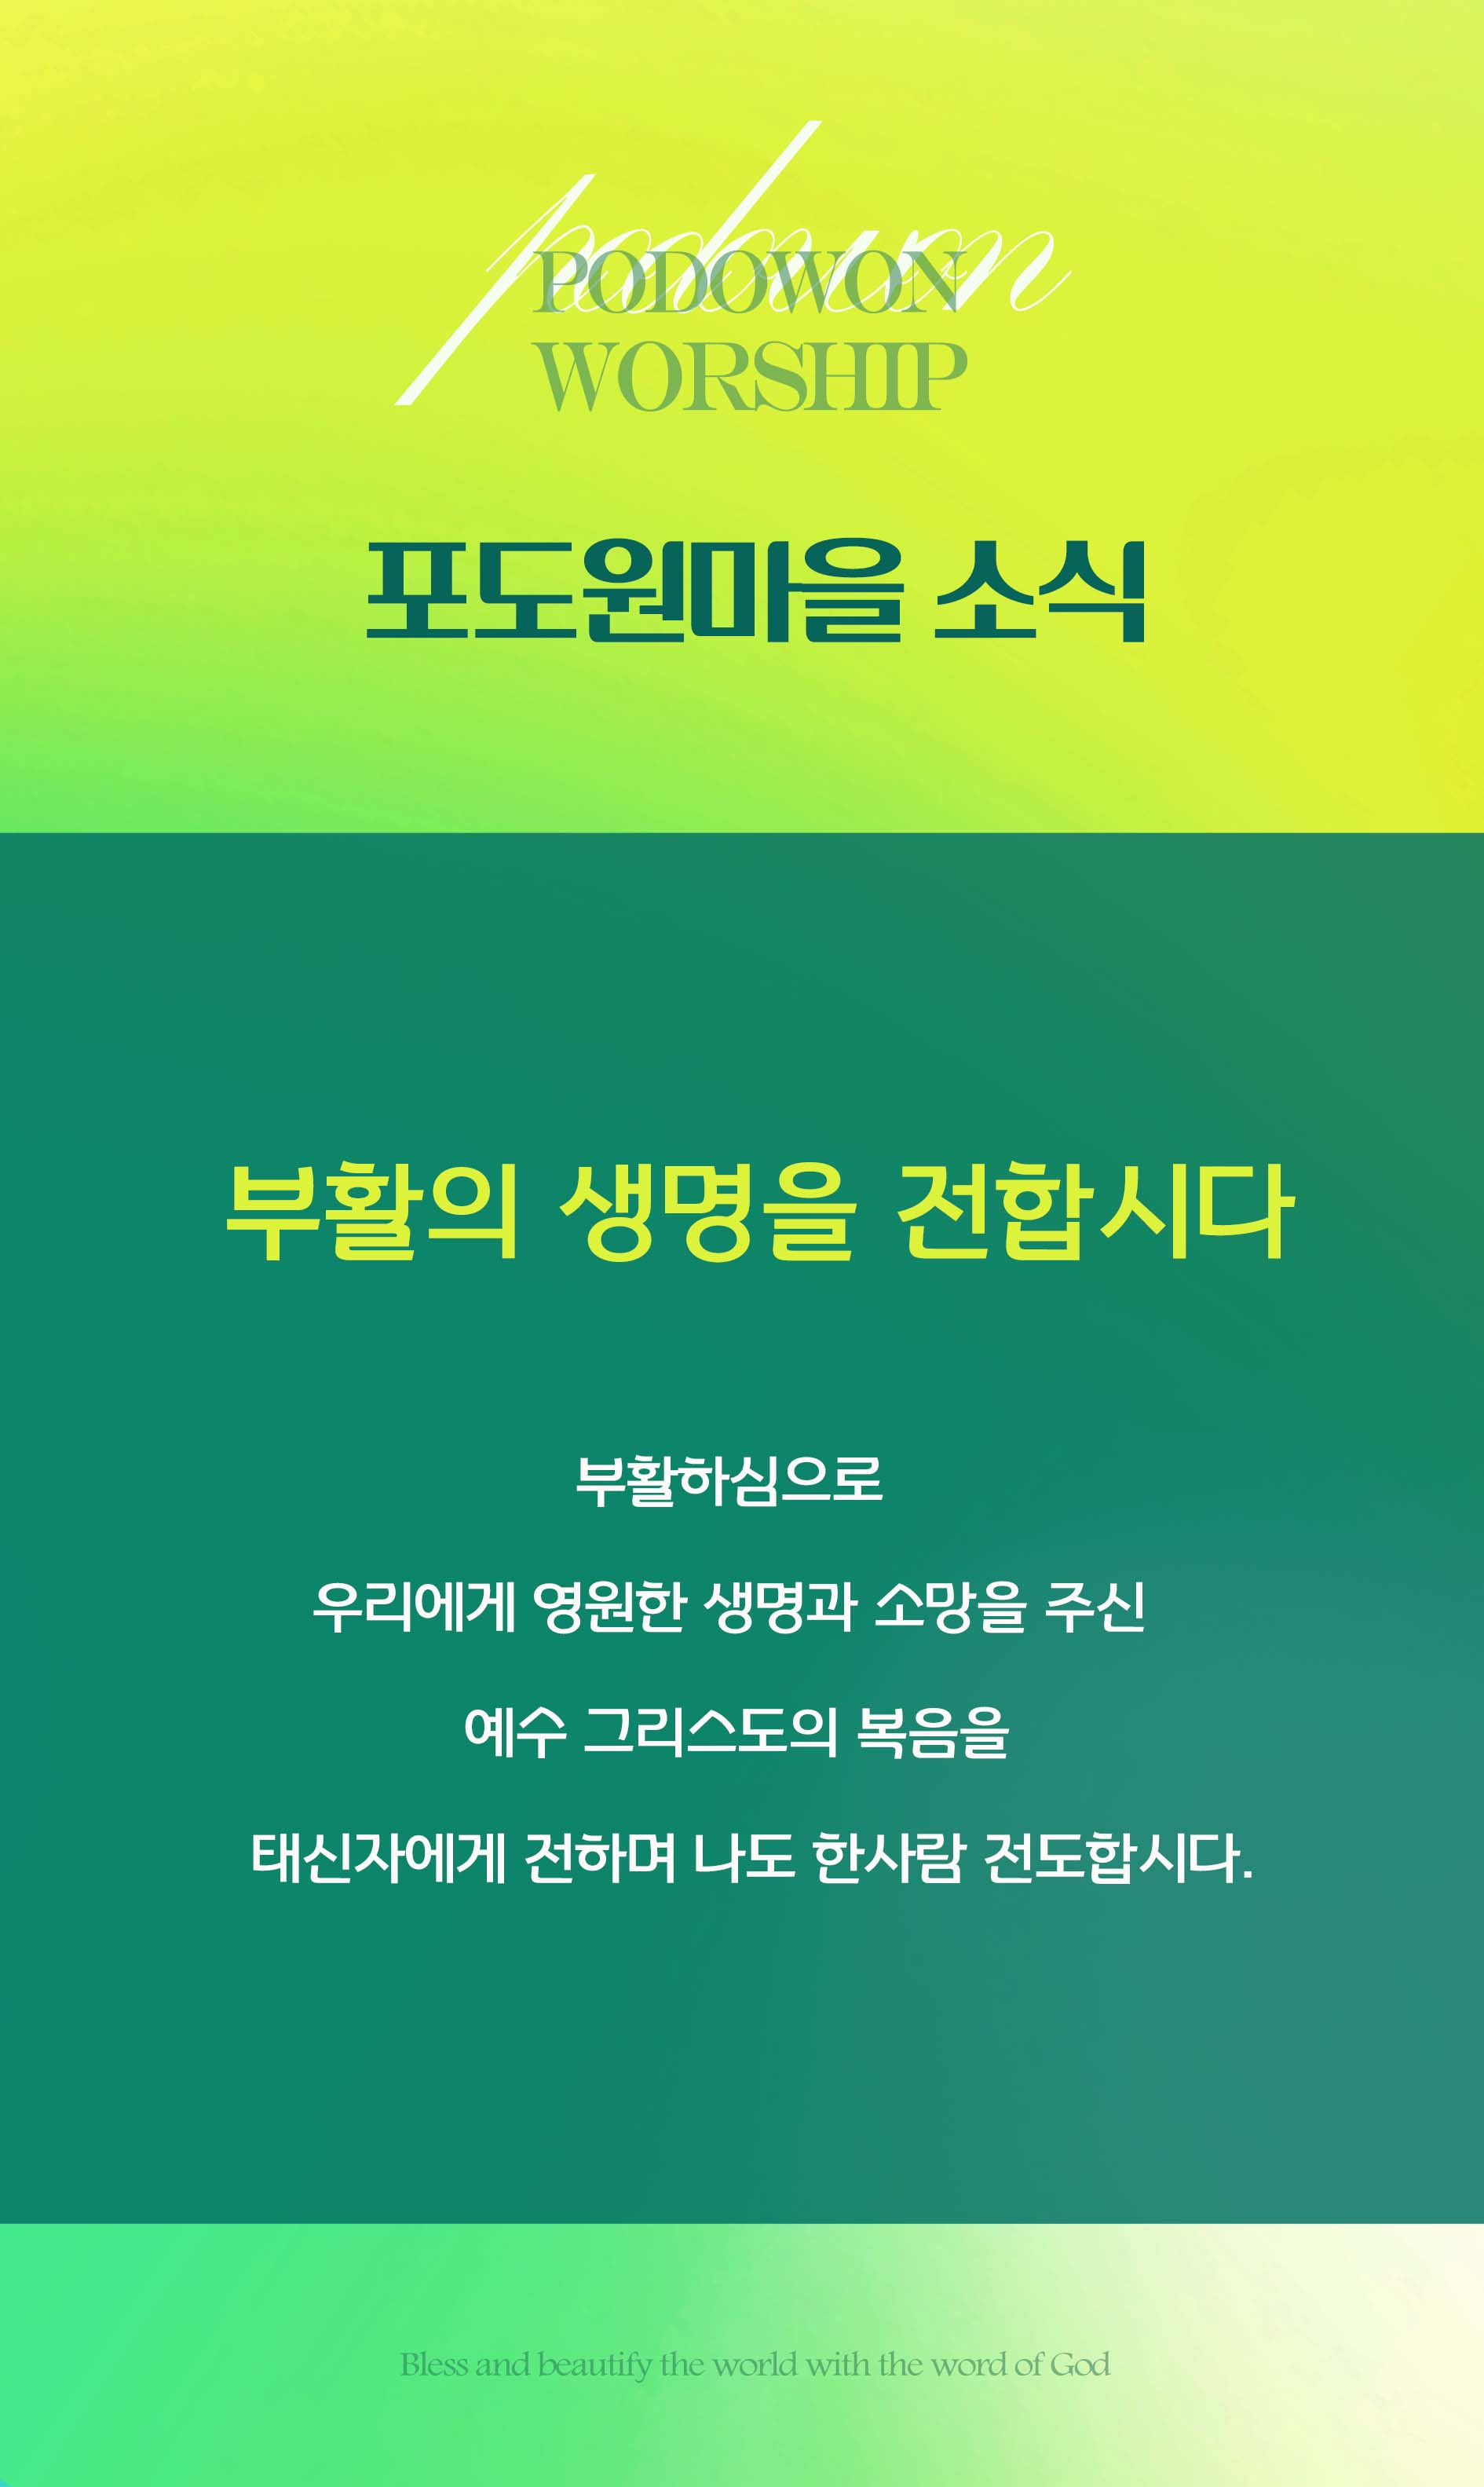 podowon
PODOWON
WORSHIP
포도원마을 소식
부활의 생명을 전합시다
부활하심으로
우리에게 영원한 생명과 소망을 주신
예수 그리스도의 복음을
태신자에게 전하며 나도 한사람 전도합시다.
Bless and beautify the world with the word of God